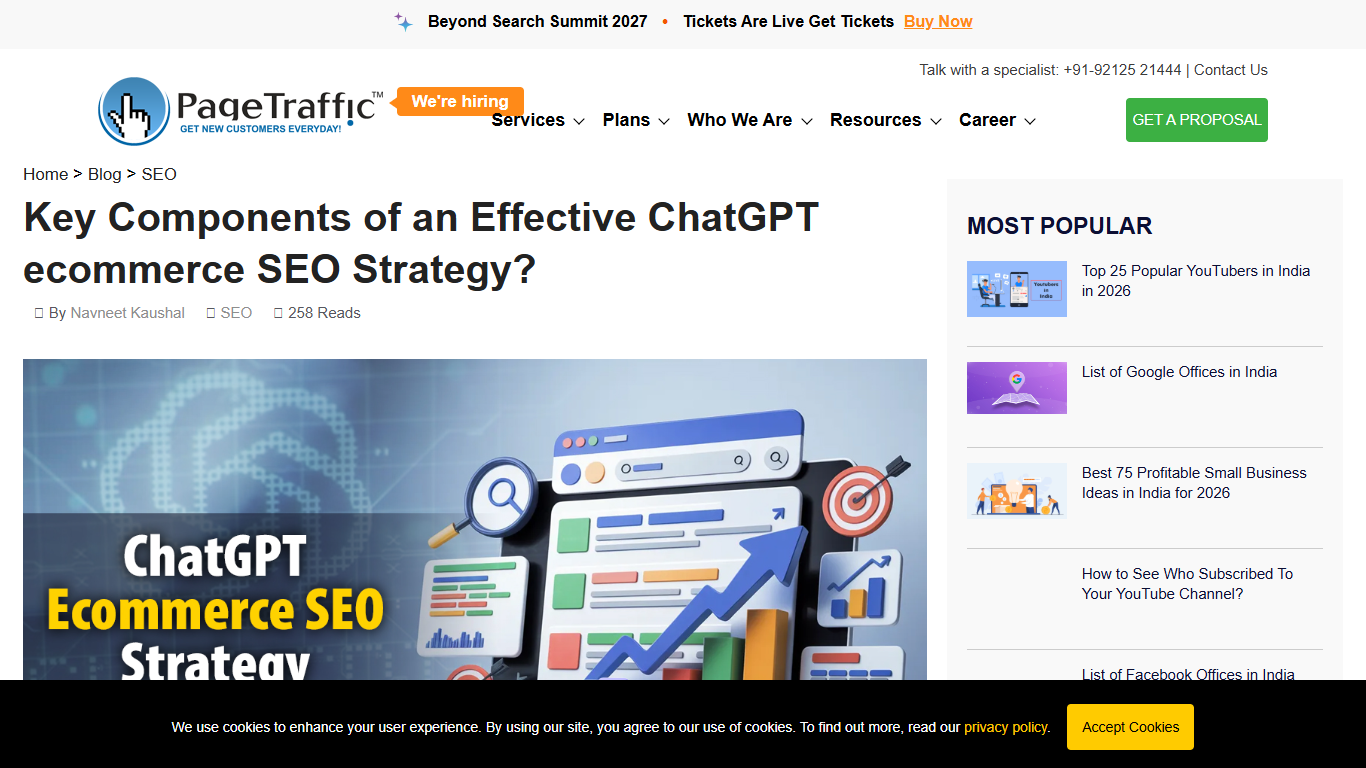 Beyond Search Summit 2027 • Tickets Are Live Get Tickets Buy Now
Talk with a specialist: +91-92125 21444 | Contact Us
PageTraffic™
GET NEW CUSTOMERS EVERYDAY!
We're hiring
Services Plans Who We Are Resources Career
GET A PROPOSAL
Home > Blog > SEO
Key Components of an Effective ChatGPT
ecommerce SEO Strategy?
By Navneet Kaushal SEO 258 Reads
ChatGPT
Ecommerce SEO
Strategy
MOST POPULAR
YouTubers
in
India
Top 25 Popular YouTubers in India
in 2026
List of Google Offices in India
Best 75 Profitable Small Business
Ideas in India for 2026
How to See Who Subscribed To
Your YouTube Channel?
List of Facebook Offices in India
We use cookies to enhance your user experience. By using our site, you agree to our use of cookies. To find out more, read our privacy policy.
Accept Cookies